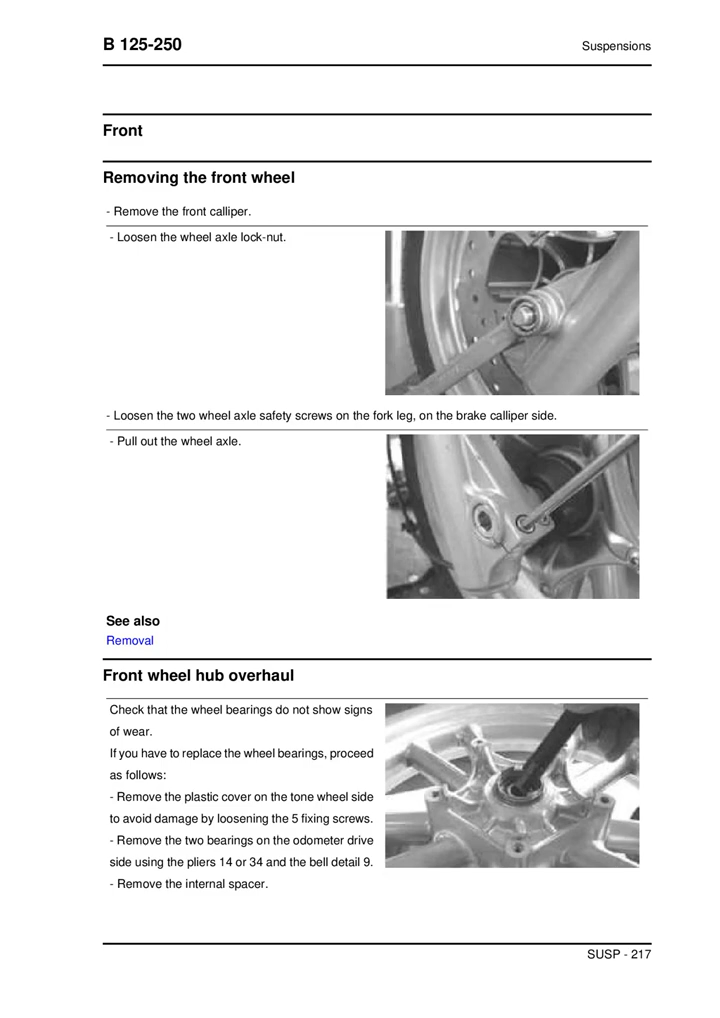 B 125-250
Suspensions
Front
Removing the front wheel
- Remove the front calliper.
- Loosen the wheel axle lock-nut.
- Loosen the two wheel axle safety screws on the fork leg, on the brake calliper side.
- Pull out the wheel axle.
See also
Removal
Front wheel hub overhaul
Check that the wheel bearings do not show signs
of wear.
If you have to replace the wheel bearings, proceed
as follows:
- Remove the plastic cover on the tone wheel side
to avoid damage by loosening the 5 fixing screws.
- Remove the two bearings on the odometer drive
side using the pliers 14 or 34 and the bell detail 9.
- Remove the internal spacer.
SUSP - 217